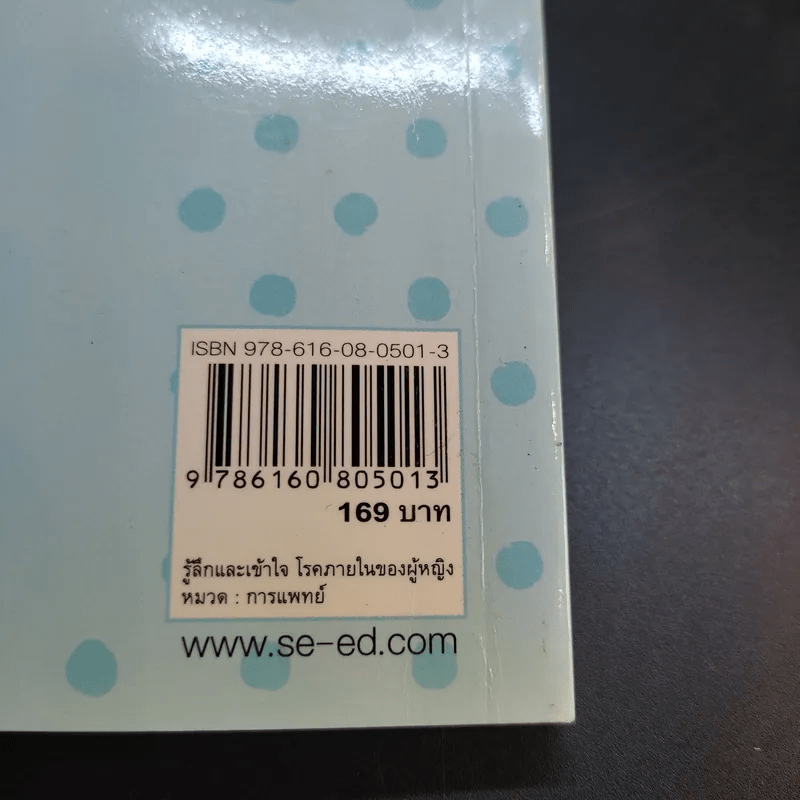 ISBN 978-616-08-0501-3
9 786160 805013
169 บาท
รู้ลึกและเข้าใจ โรคภายในของผู้หญิง
หมวด : การแพทย์
www.se-ed.com